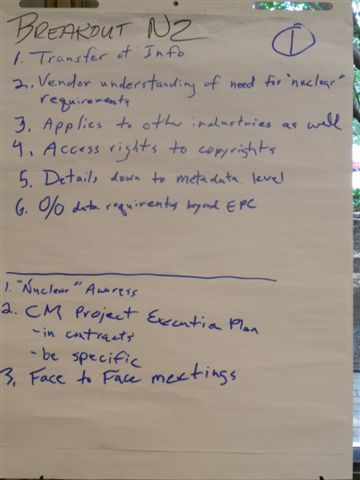 BREAKOUT N2
1
1. Transfer of Info
2. Vendor understanding of need for "nuclear"
requirements
3. Applies to other industries as well
4. Access rights to copyrights
5. Details down to metadata level
6. O/O data requirements beyond EPC
1. "Nuclear" Awarness
2. CM Project Execution Plan
- in contracts
- be specific
3. Face to Face meetings